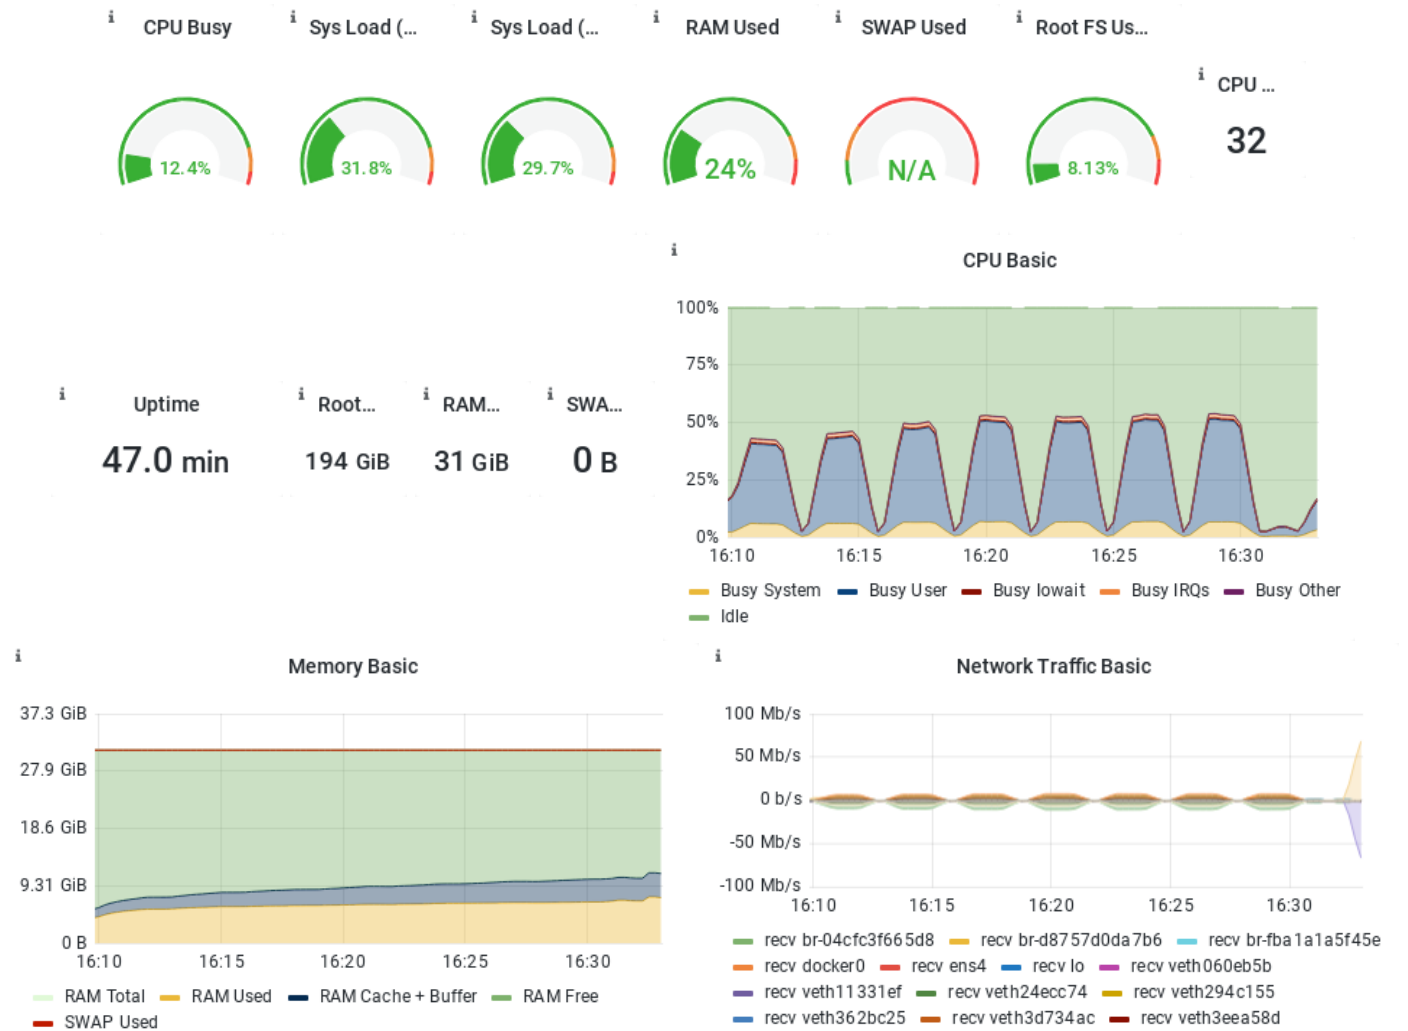 CPU Busy
Sys Load (...
Sys Load (...
RAM Used
SWAP Used
Root FS Us...
CPU ...
12.4%
31.8%
29.7%
24%
N/A
8.13%
32
Uptime
Root...
RAM...
SWA...
47.0 min
194 GiB
31 GiB
0 B
CPU Basic
100%
75%
50%
25%
0%
16:10 16:15 16:20 16:25 16:30
Busy System Busy User Busy Iowait Busy IRQs Busy Other
Idle
Memory Basic
37.3 GiB
27.9 GiB
18.6 GiB
9.31 GiB
0 B
16:10 16:15 16:20 16:25 16:30
RAM Total RAM Used RAM Cache + Buffer RAM Free
SWAP Used
Network Traffic Basic
100 Mb/s
50 Mb/s
0 b/s
-50 Mb/s
-100 Mb/s
16:10 16:15 16:20 16:25 16:30
recv br-04cfc3f665d8 recv br-d8757d0da7b6 recv br-fba1a1a5f45e
recv docker0 recv ens4 recv lo recv veth060eb5b
recv veth11331ef recv veth24ecc74 recv veth294c155
recv veth362bc25 recv veth3d734ac recv veth3eea58d